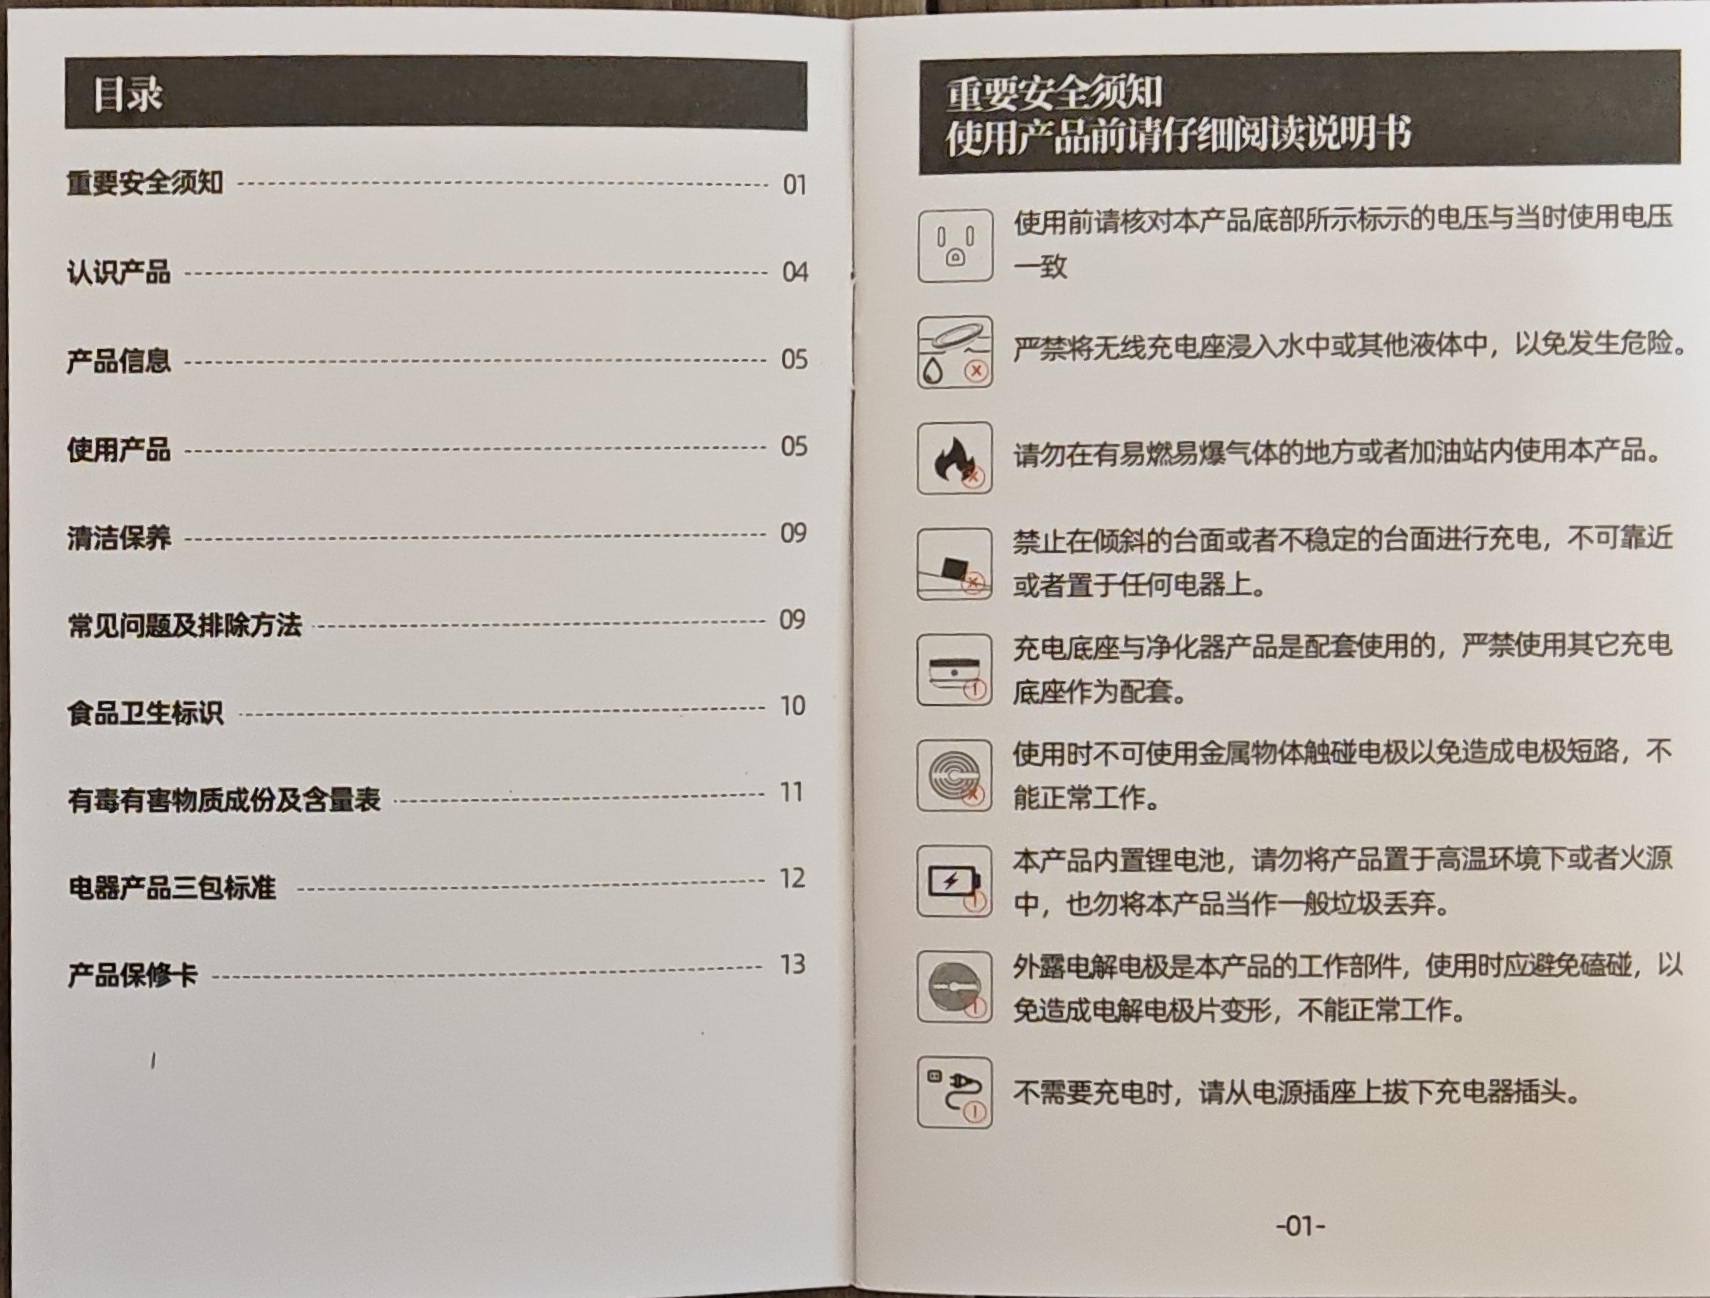 目录
重要安全须知 01
认识产品 04
产品信息 05
使用产品 05
清洁保养 09
常见问题及排除方法 09
食品卫生标识 10
有毒有害物质成份及含量表 11
电器产品三包标准 12
产品保修卡 13
重要安全须知
使用产品前请仔细阅读说明书
使用前请核对本产品底部所示标示的电压与当时使用电压
一致
严禁将无线充电座浸入水中或其他液体中，以免发生危险。
请勿在有易燃易爆气体的地方或者加油站内使用本产品。
禁止在倾斜的台面或者不稳定的台面进行充电，不可靠近
或者置于任何电器上。
充电底座与净化器产品是配套使用的，严禁使用其它充电
底座作为配套。
使用时不可使用金属物体触碰电极以免造成电极短路，不
能正常工作。
本产品内置锂电池，请勿将产品置于高温环境下或者火源
中，也勿将本产品当作一般垃圾丢弃。
外露电解电极是本产品的工作部件，使用时应避免磕碰，以
免造成电解电极片变形，不能正常工作。
不需要充电时，请从电源插座上拔下充电器插头。
-01-